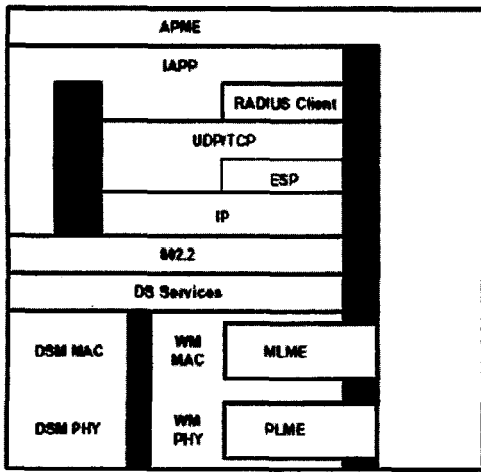 APME
IAPP
RADIUS Client
UDP/TCP
ESP
IP
802.2
DS Services
DSM MAC
WM
MAC
MLME
DSM PHY
WM
PHY
PLME